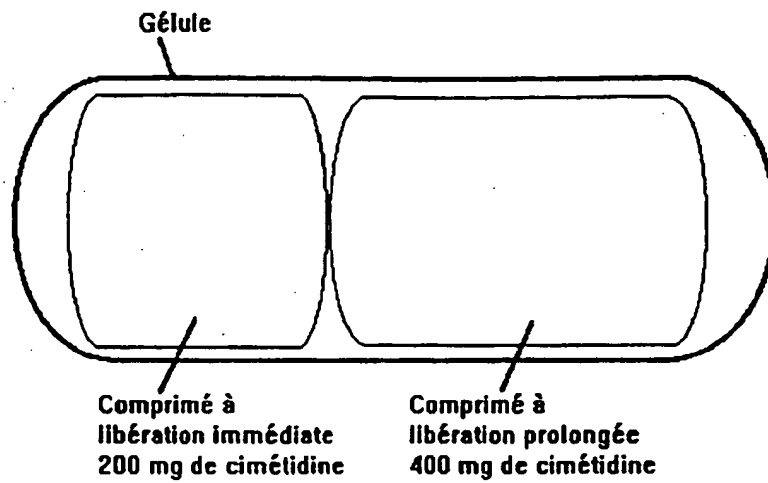 Gélule
Comprimé à
libération immédiate
200 mg de cimétidine
Comprimé à
libération prolongée
400 mg de cimétidine